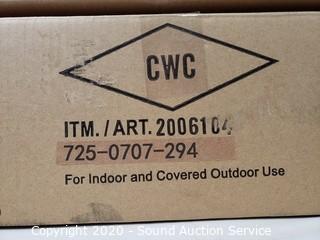 CWC
ITM. / ART. 2006104
725-0707-294
For Indoor and Covered Outdoor Use
Copyright 2020 - Sound Auction Service